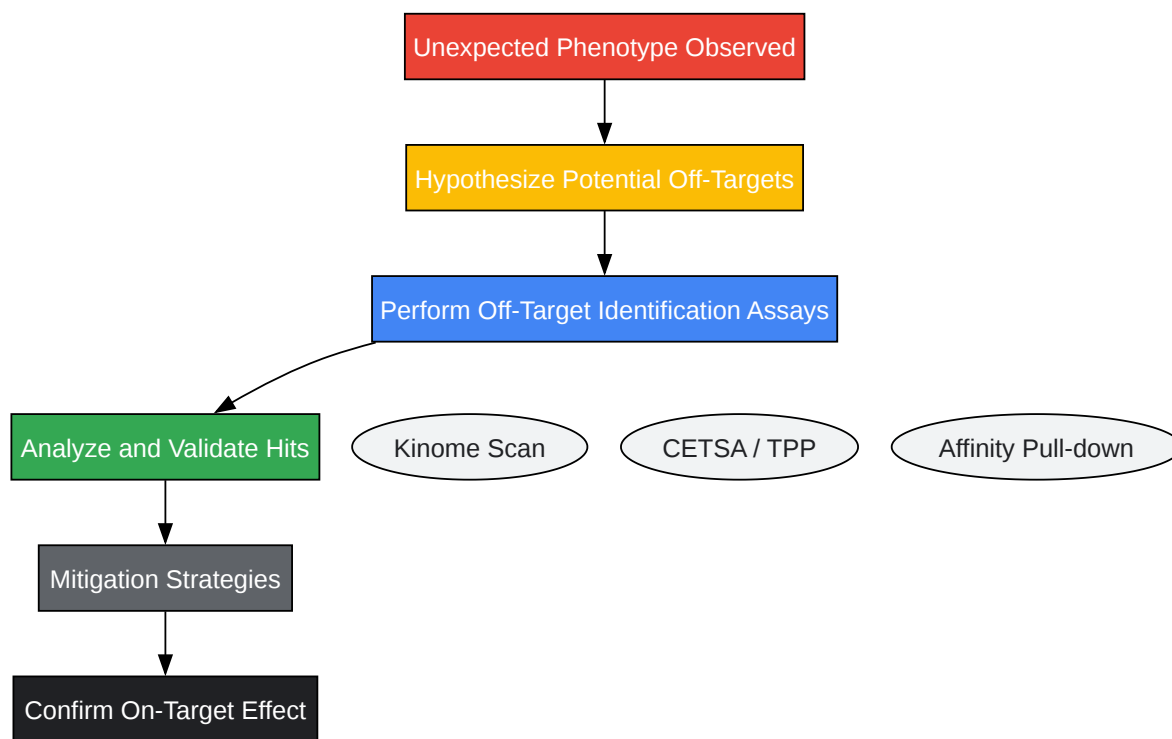 Unexpected Phenotype Observed
Hypothesize Potential Off-Targets
Perform Off-Target Identification Assays
Analyze and Validate Hits
Kinome Scan
CETSA / TPP
Affinity Pull-down
Mitigation Strategies
Confirm On-Target Effect